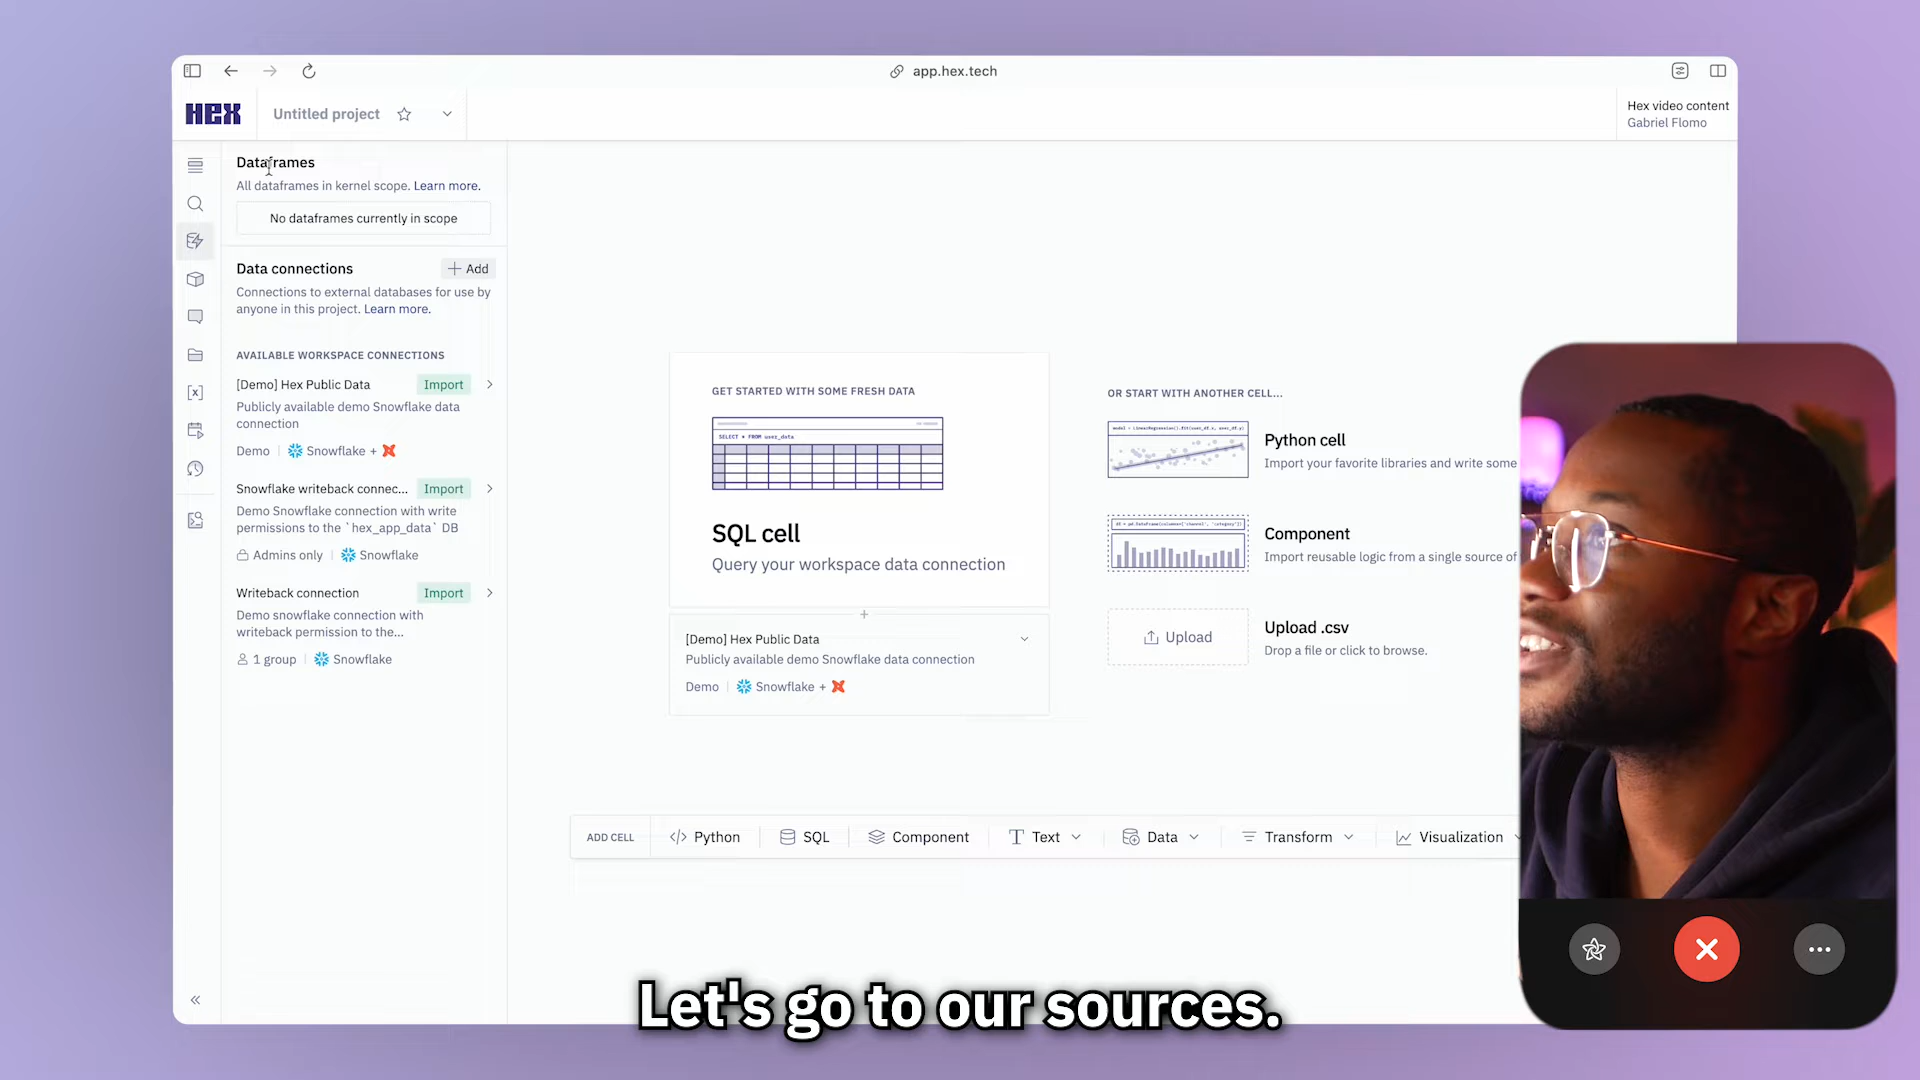 app.hex.tech
HEX
Untitled project
Hex video content
Gabriel Flomo
Dataframes
All dataframes in kernel scope. Learn more.
No dataframes currently in scope
Data connections
Add
Connections to external databases for use by
anyone in this project. Learn more.
AVAILABLE WORKSPACE CONNECTIONS
[Demo] Hex Public Data
Import
Publicly available demo Snowflake data
connection
Demo
Snowflake +
Snowflake writeback connec...
Import
Demo Snowflake connection with write
permissions to the `hex_app_data` DB
Admins only
Snowflake
Writeback connection
Import
Demo snowflake connection with
writeback permission to the...
1 group
Snowflake
GET STARTED WITH SOME FRESH DATA
SELECT * FROM user_data
SQL cell
Query your workspace data connection
[Demo] Hex Public Data
Publicly available demo Snowflake data connection
Demo
Snowflake +
OR START WITH ANOTHER CELL...
Python cell
Import your favorite libraries and write some
Component
Import reusable logic from a single source of
Upload
Upload .csv
Drop a file or click to browse.
ADD CELL
Python
SQL
Component
Text
Data
Transform
Visualization
Let's go to our sources.